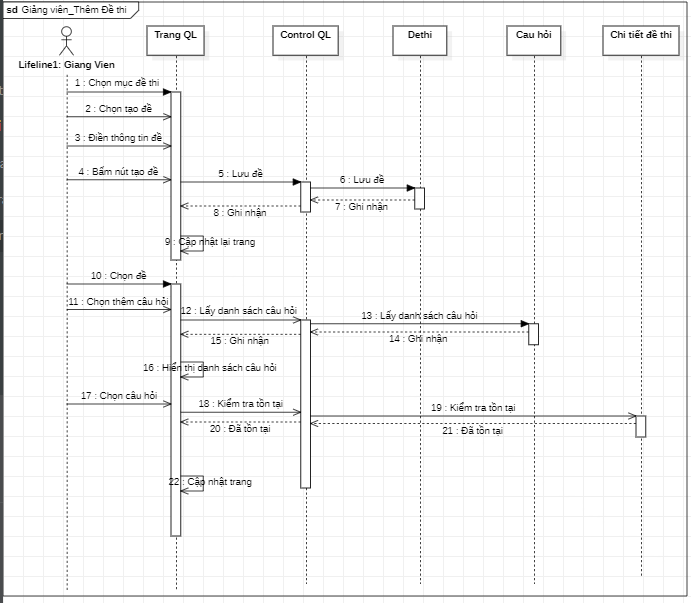 sd Giảng viên_Thêm Đề thi
Trang QL
Control QL
Dethi
Cau hỏi
Chi tiết đề thi
Lifeline1: Giang Vien
1 : Chọn mục đề thi
2 : Chọn tạo đề
3 : Điền thông tin đề
4 : Bấm nút tạo đề
5 : Lưu đề
6 : Lưu đề
7 : Ghi nhận
8 : Ghi nhận
9 : Cập nhật lại trang
10 : Chọn đề
11 : Chọn thêm câu hỏi
12 : Lấy danh sách câu hỏi
13 : Lấy danh sách câu hỏi
14 : Ghi nhận
15 : Ghi nhận
16 : Hiển thị danh sách câu hỏi
17 : Chọn câu hỏi
18 : Kiểm tra tồn tại
19 : Kiểm tra tồn tại
20 : Đã tồn tại
21 : Đã tồn tại
22 : Cập nhật trang